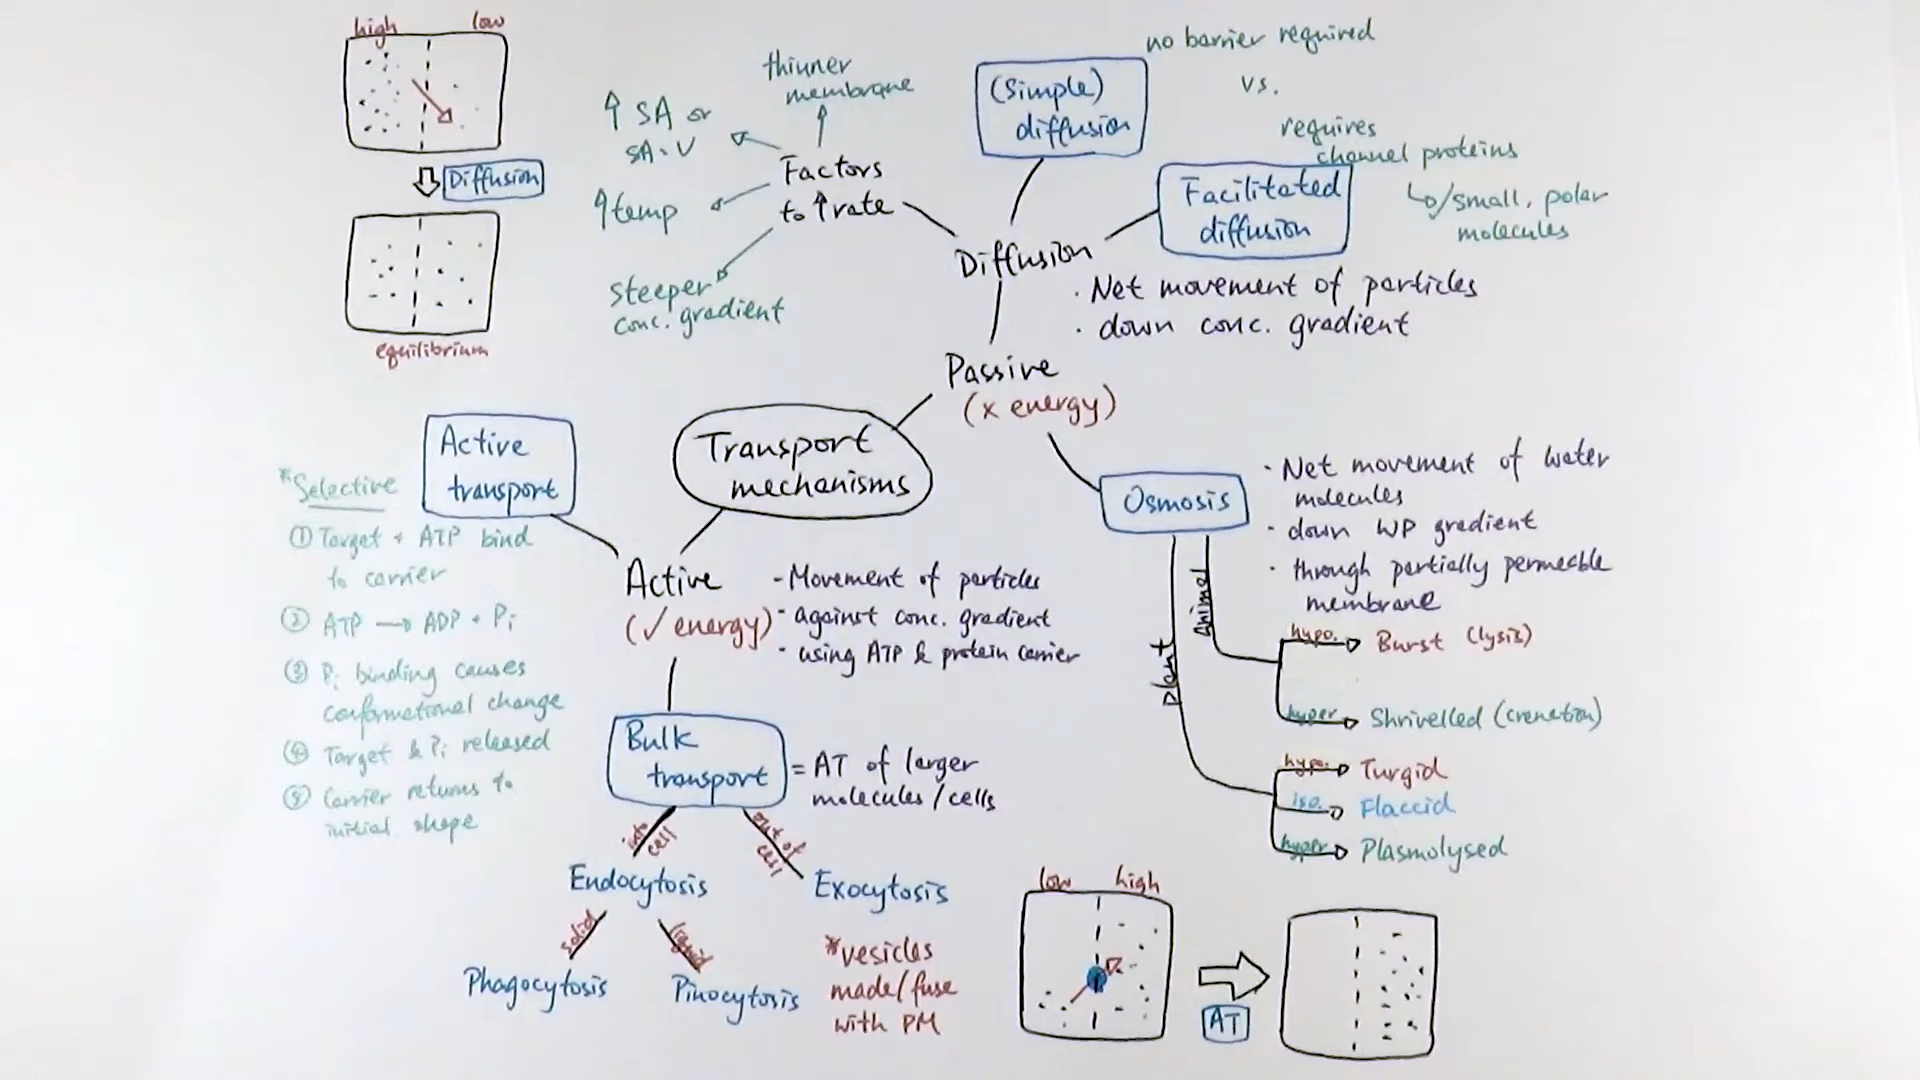 high
low
Diffusion
equilibrium
thinner
membrane
↑ SA or
SA:V
Factors
to ↑ rate
↑ temp
steeper
conc. gradient
(simple)
diffusion
no barrier required
vs.
requires
channel proteins
↳ /small, polar
molecules
Facilitated
diffusion
Diffusion
· Net movement of particles
· down conc. gradient
Passive
(x energy)
Transport
mechanisms
Active
transport
*Selective
① Target + ATP bind
to carrier
② ATP → ADP + Pi
③ Pi binding causes
conformational change
④ Target & Pi released
⑤ Carrier returns to
initial shape
Active
(✓ energy)
- Movement of particles
- against conc. gradient
· using ATP & protein carrier
Osmosis
· Net movement of water
molecules
· down WP gradient
· through partially permeable
membrane
animal
hypo. → Burst (lysis)
hyper → Shrivelled (crenation)
plant
hypo. → Turgid
iso. → Flaccid
hyper → Plasmolysed
Bulk
transport
= AT of larger
molecules / cells
into
cell
out of
cell
Endocytosis
Exocytosis
solid
liquid
Phagocytosis
Pinocytosis
*vesicles
made/fuse
with PM
low
high
AT